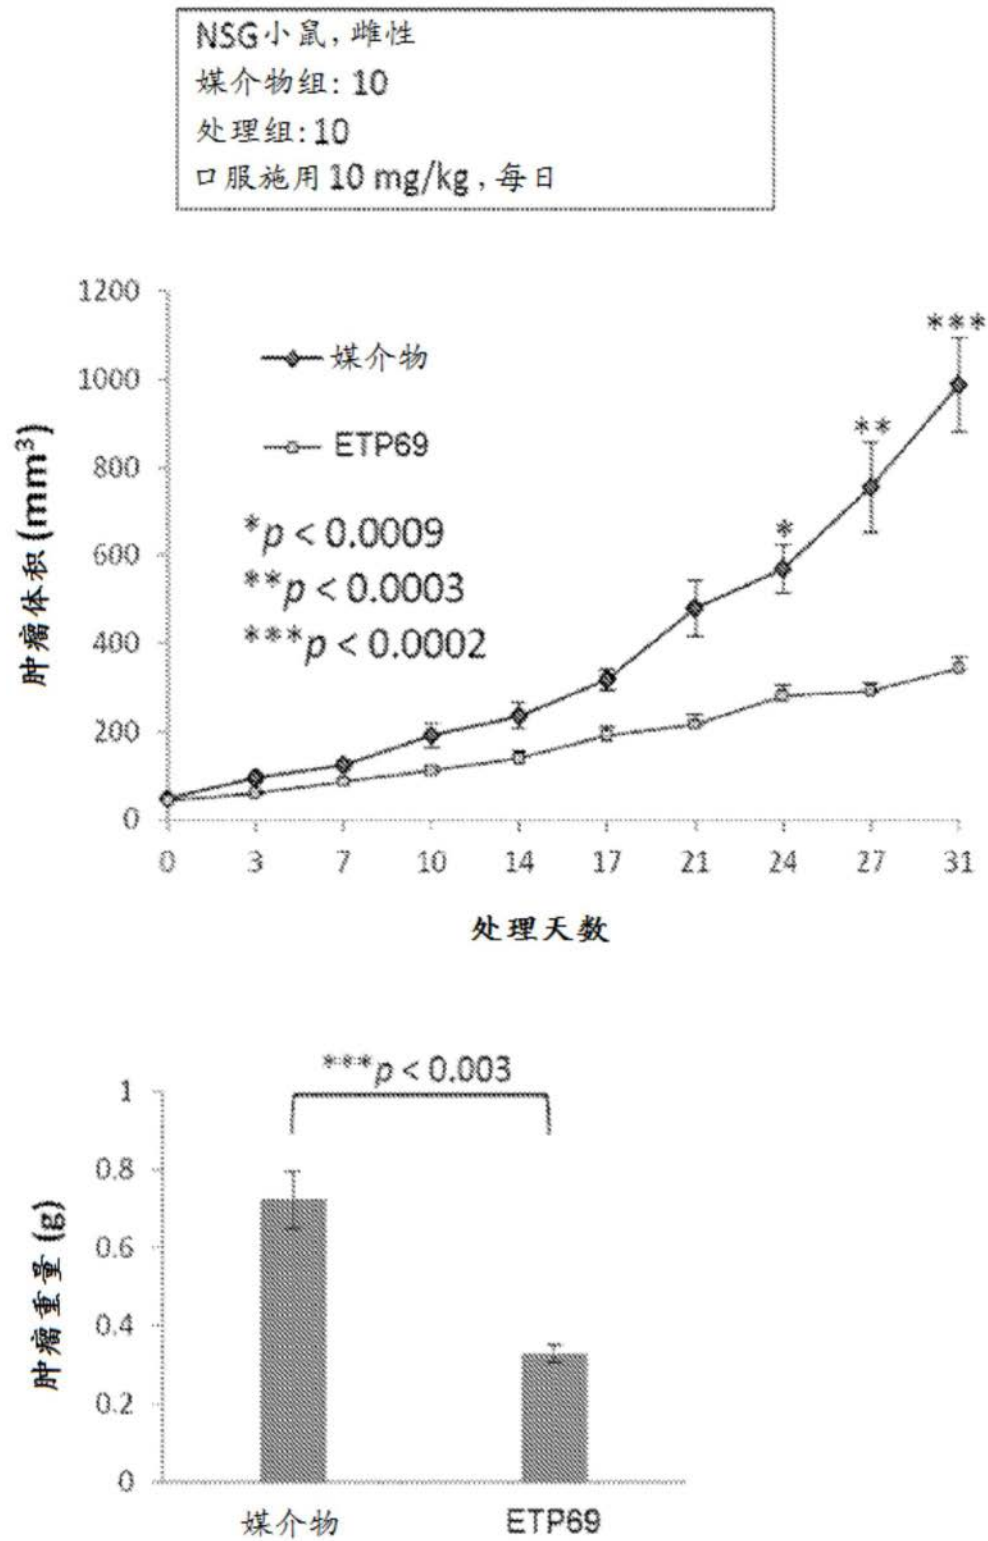 NSG小鼠, 雌性
媒介物组: 10
处理组:10
口服施用 10 mg/kg , 每日
1200
1000
800
600
400
200
0
肿瘤体积 (mm³)
媒介物
ETP69
*p < 0.0009
**p < 0.0003
***p < 0.0002
*
**
***
0 3 7 10 14 17 21 24 27 31
处理天数
***p < 0.003
1
0.8
0.6
0.4
0.2
0
肿瘤重量 (g)
媒介物 ETP69